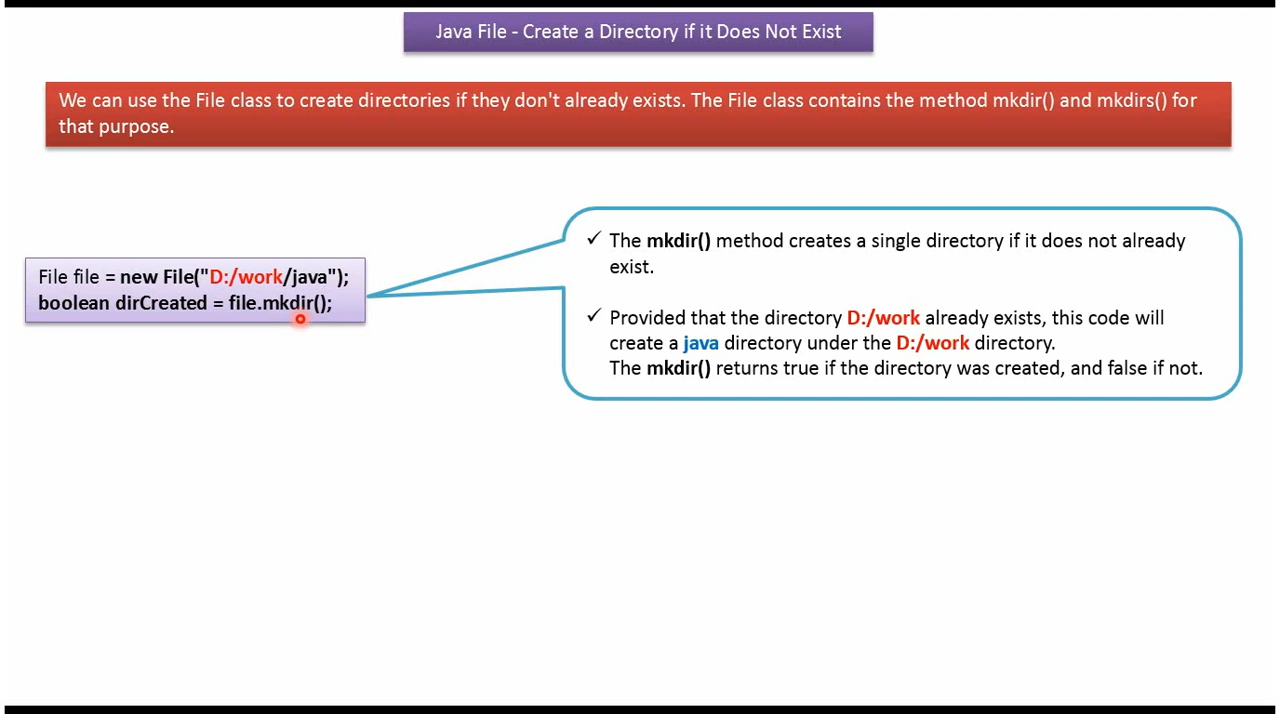 Java File - Create a Directory if it Does Not Exist
We can use the File class to create directories if they don't already exists. The File class contains the method mkdir() and mkdirs() for
that purpose.
File file = new File("D:/work/java");
boolean dirCreated = file.mkdir();
✓ The mkdir() method creates a single directory if it does not already
exist.
✓ Provided that the directory D:/work already exists, this code will
create a java directory under the D:/work directory.
The mkdir() returns true if the directory was created, and false if not.